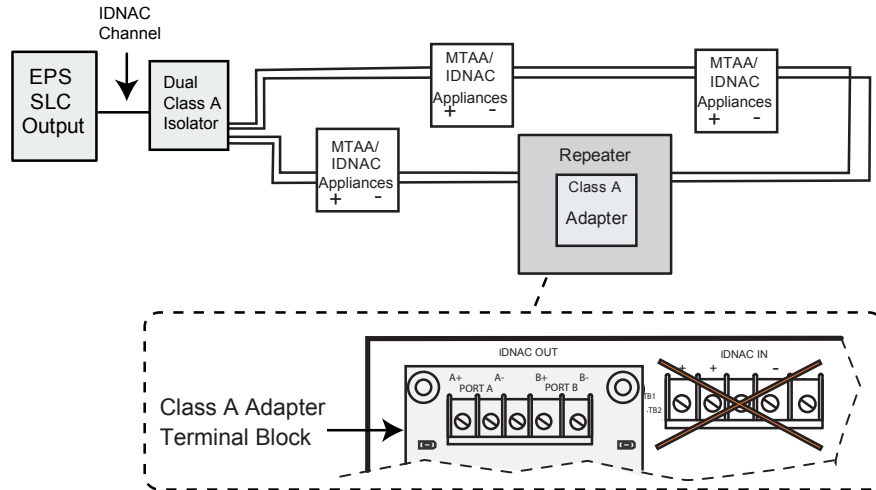 IDNAC
Channel
EPS
SLC
Output
Dual
Class A
Isolator
MTAA/
IDNAC
Appliances
+ -
MTAA/
IDNAC
Appliances
+ -
MTAA/
IDNAC
Appliances
+ -
Repeater
Class A
Adapter
Class A Adapter
Terminal Block
IDNAC OUT
A+ A- B+ B-
PORT A PORT B
IDNAC IN
+ + -
TB1
-TB2